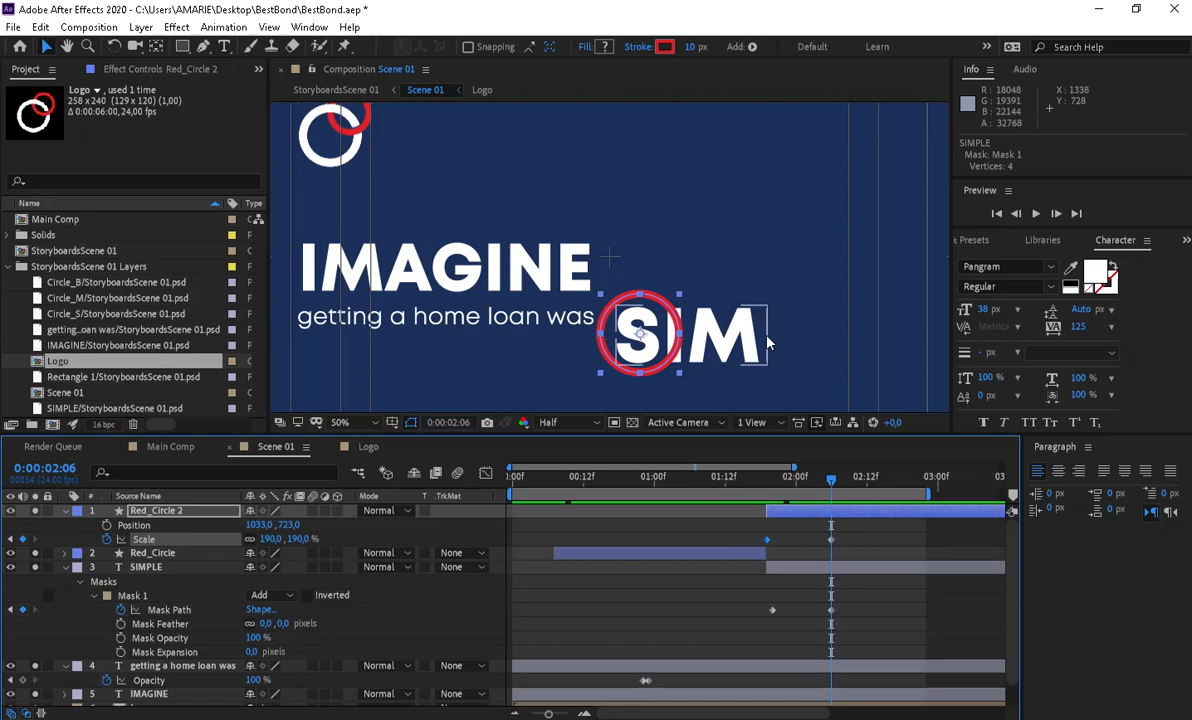 Adobe After Effects 2020 - C:\Users\AMARIE\Desktop\BestBond\BestBond.aep *
File Edit Composition Layer Effect Animation View Window Help
Snapping Fill: ? Stroke: 10 px Add: Default Learn Search Help
Project Effect Controls Red_Circle 2 Composition Scene 01 Info Audio
Logo , used 1 time
258 x 240 (129 x 120) (1,00)
Δ 0:00:06:00, 24,00 fps
StoryboardsScene 01 Scene 01 Logo
R : 18048 X : 1338
G : 19391 Y : 728
B : 22144
A : 32768
SIMPLE
Mask: Mask 1
Vertices: 4
Preview
Name Type
Main Comp
Solids
StoryboardsScene 01
StoryboardsScene 01 Layers
Circle_B/StoryboardsScene 01.psd
Circle_M/StoryboardsScene 01.psd
Circle_S/StoryboardsScene 01.psd
getting..oan was/StoryboardsScene 01.psd
IMAGINE/StoryboardsScene 01.psd
Logo
Rectangle 1/StoryboardsScene 01.psd
Scene 01
SIMPLE/StoryboardsScene 01.psd
16 bpc
IMAGINE
getting a home loan was
SIM
50% 0:00:02:06 Half Active Camera 1 View +0,0
Presets Libraries Character
Pangram
Regular
38 px Auto
Metrics 125
- px
100 % 100 %
0 px 0 %
T T TT Tt T¹ T₁
Render Queue Main Comp Scene 01 Logo
0:00:02:06
00054 (24.00 fps)
:00f 00:12f 01:00f 01:12f 02:00f 02:12f 03:00f
# Source Name Mode T TrkMat
1 Red_Circle 2 Normal
Position 1033,0,723,0
Scale 190,0,190,0 %
2 Red_Circle Normal None
3 SIMPLE Normal None
Masks
Mask 1 Add Inverted
Mask Path Shape...
Mask Feather 0,0,0,0 pixels
Mask Opacity 100 %
Mask Expansion 0,0 pixels
4 getting a home loan was Normal None
Opacity 100 %
5 IMAGINE Normal None
Paragraph
0 px 0 px 0 px
0 px 0 px